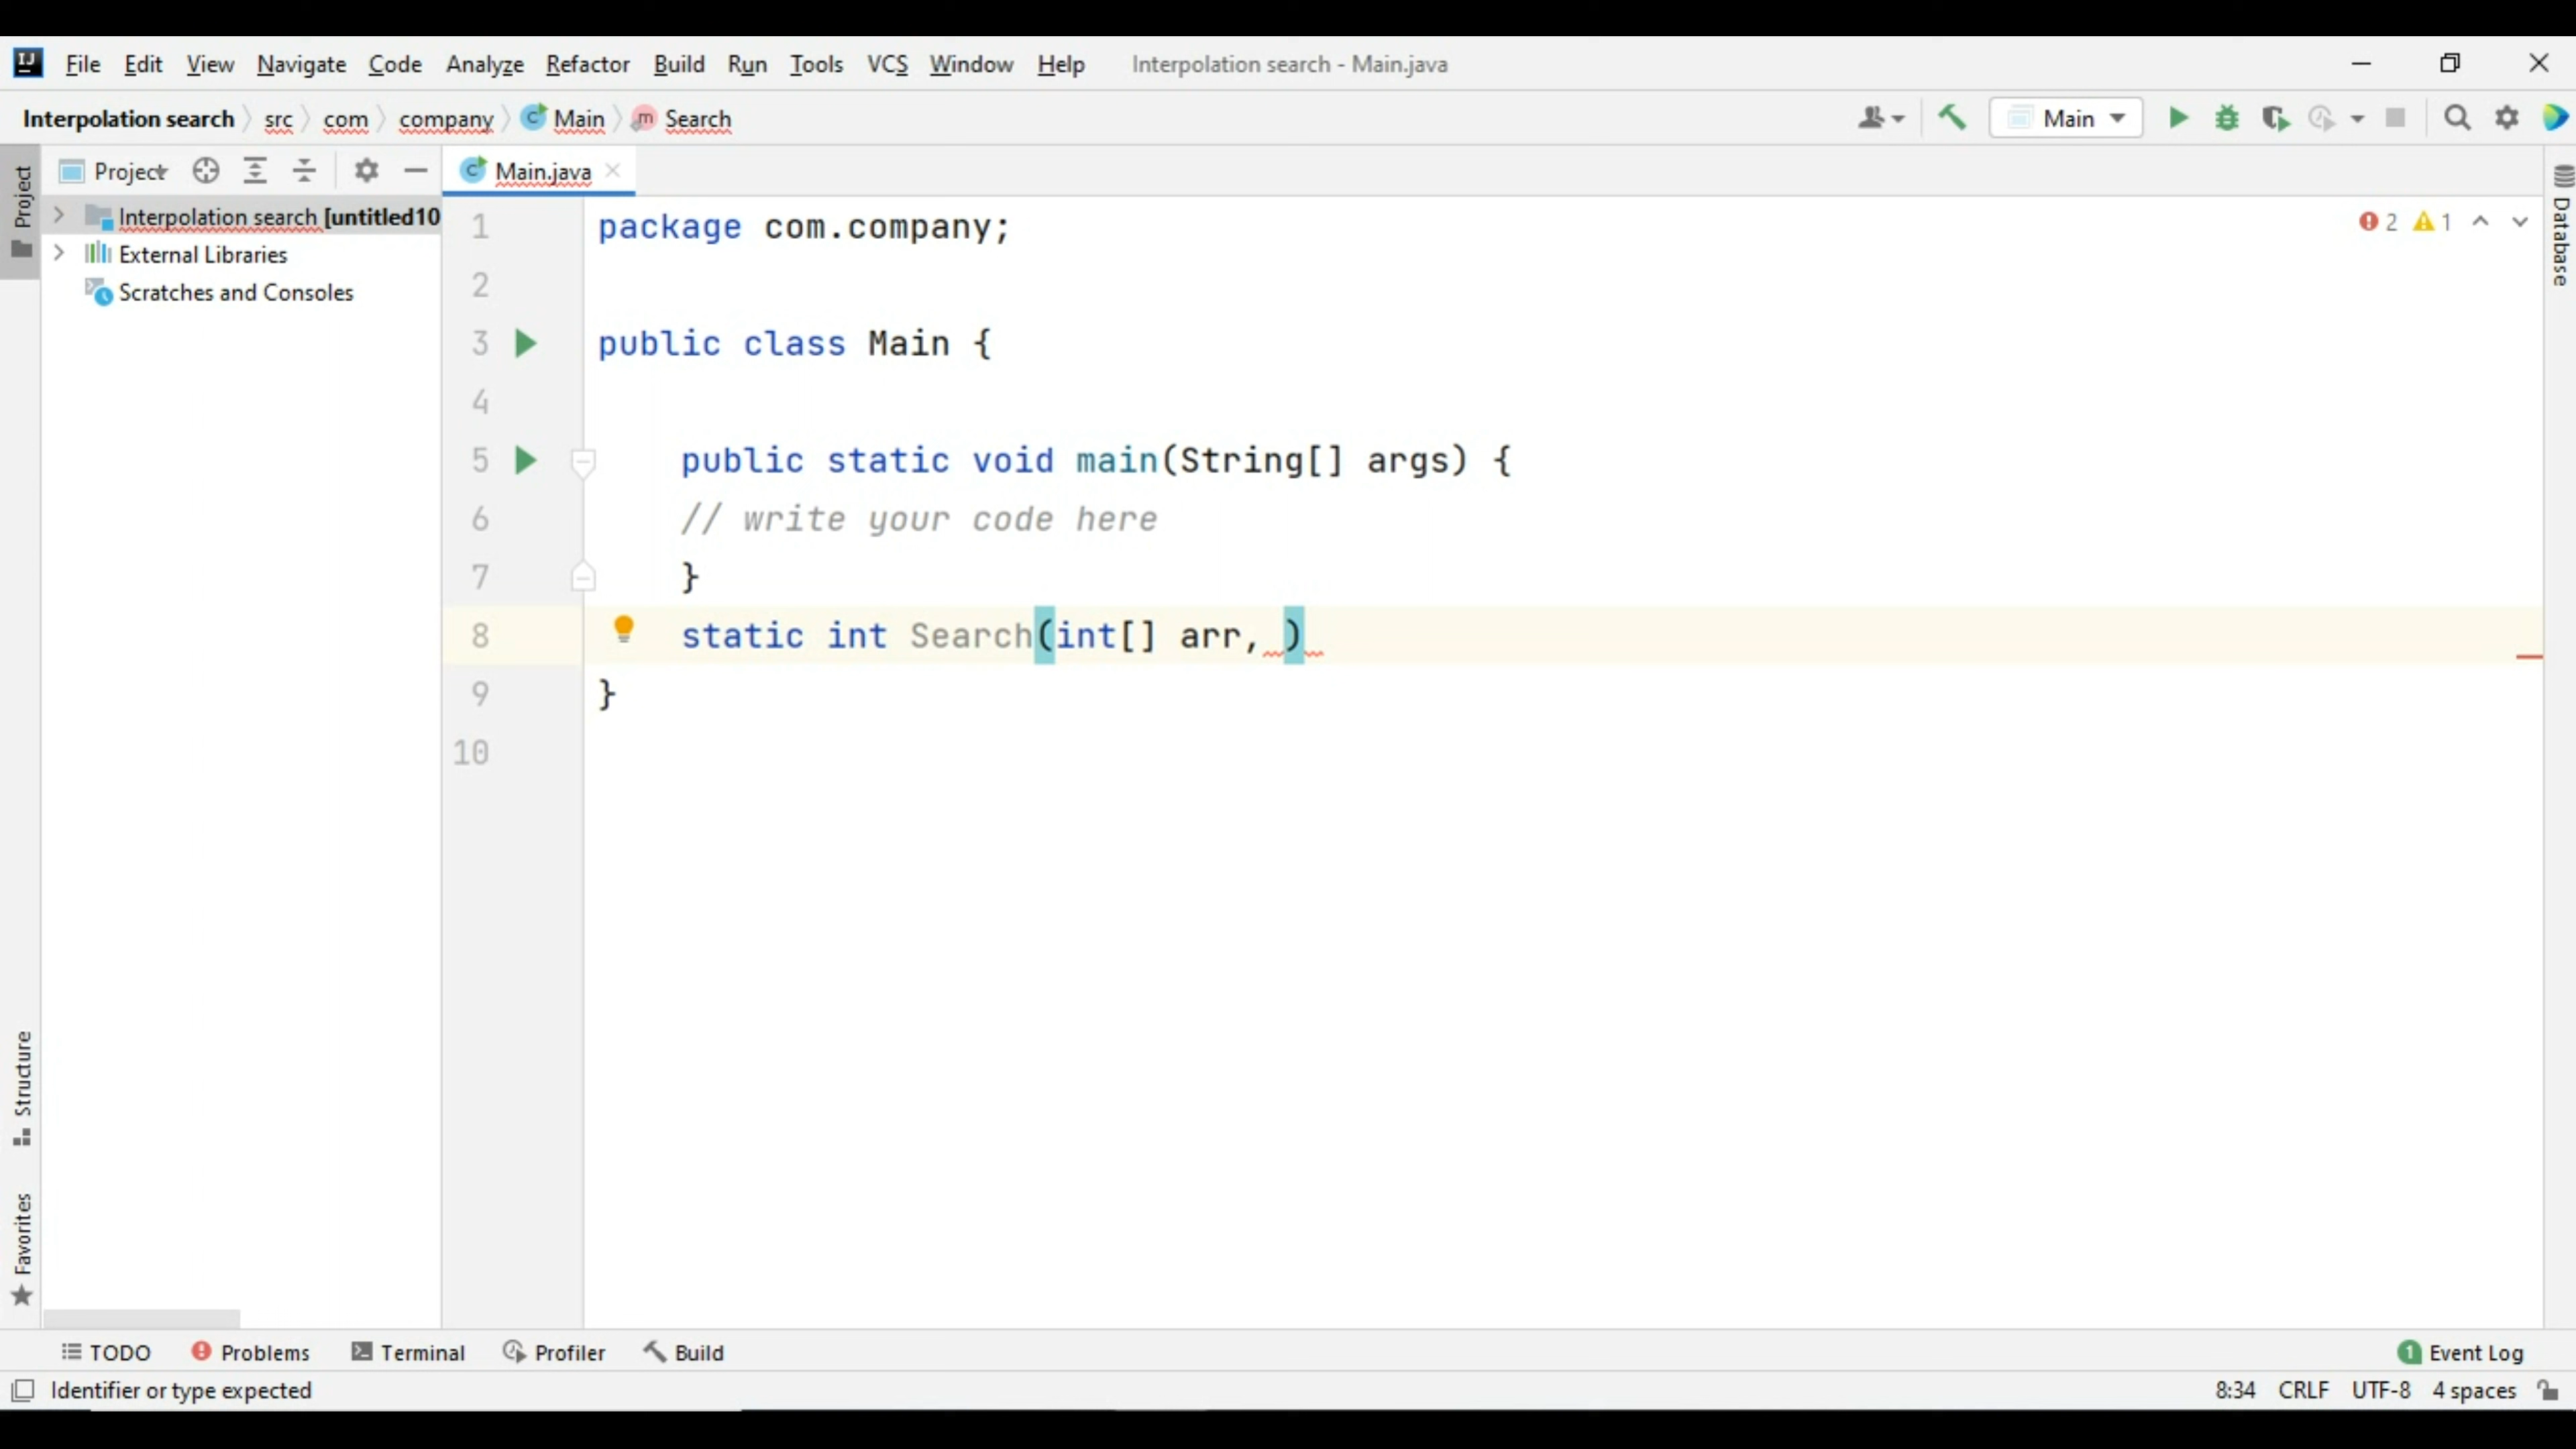 File Edit View Navigate Code Analyze Refactor Build Run Tools VCS Window Help Interpolation search - Main.java
Interpolation search src com company Main Search Main
Project Main.java
Project
Interpolation search [untitled10
External Libraries
Scratches and Consoles
Structure
Favorites
Database
2 1
1 package com.company;
2
3 public class Main {
4
5 public static void main(String[] args) {
6 // write your code here
7 }
8 static int Search(int[] arr, )
9 }
10
TODO Problems Terminal Profiler Build 1 Event Log
Identifier or type expected 8:34 CRLF UTF-8 4 spaces